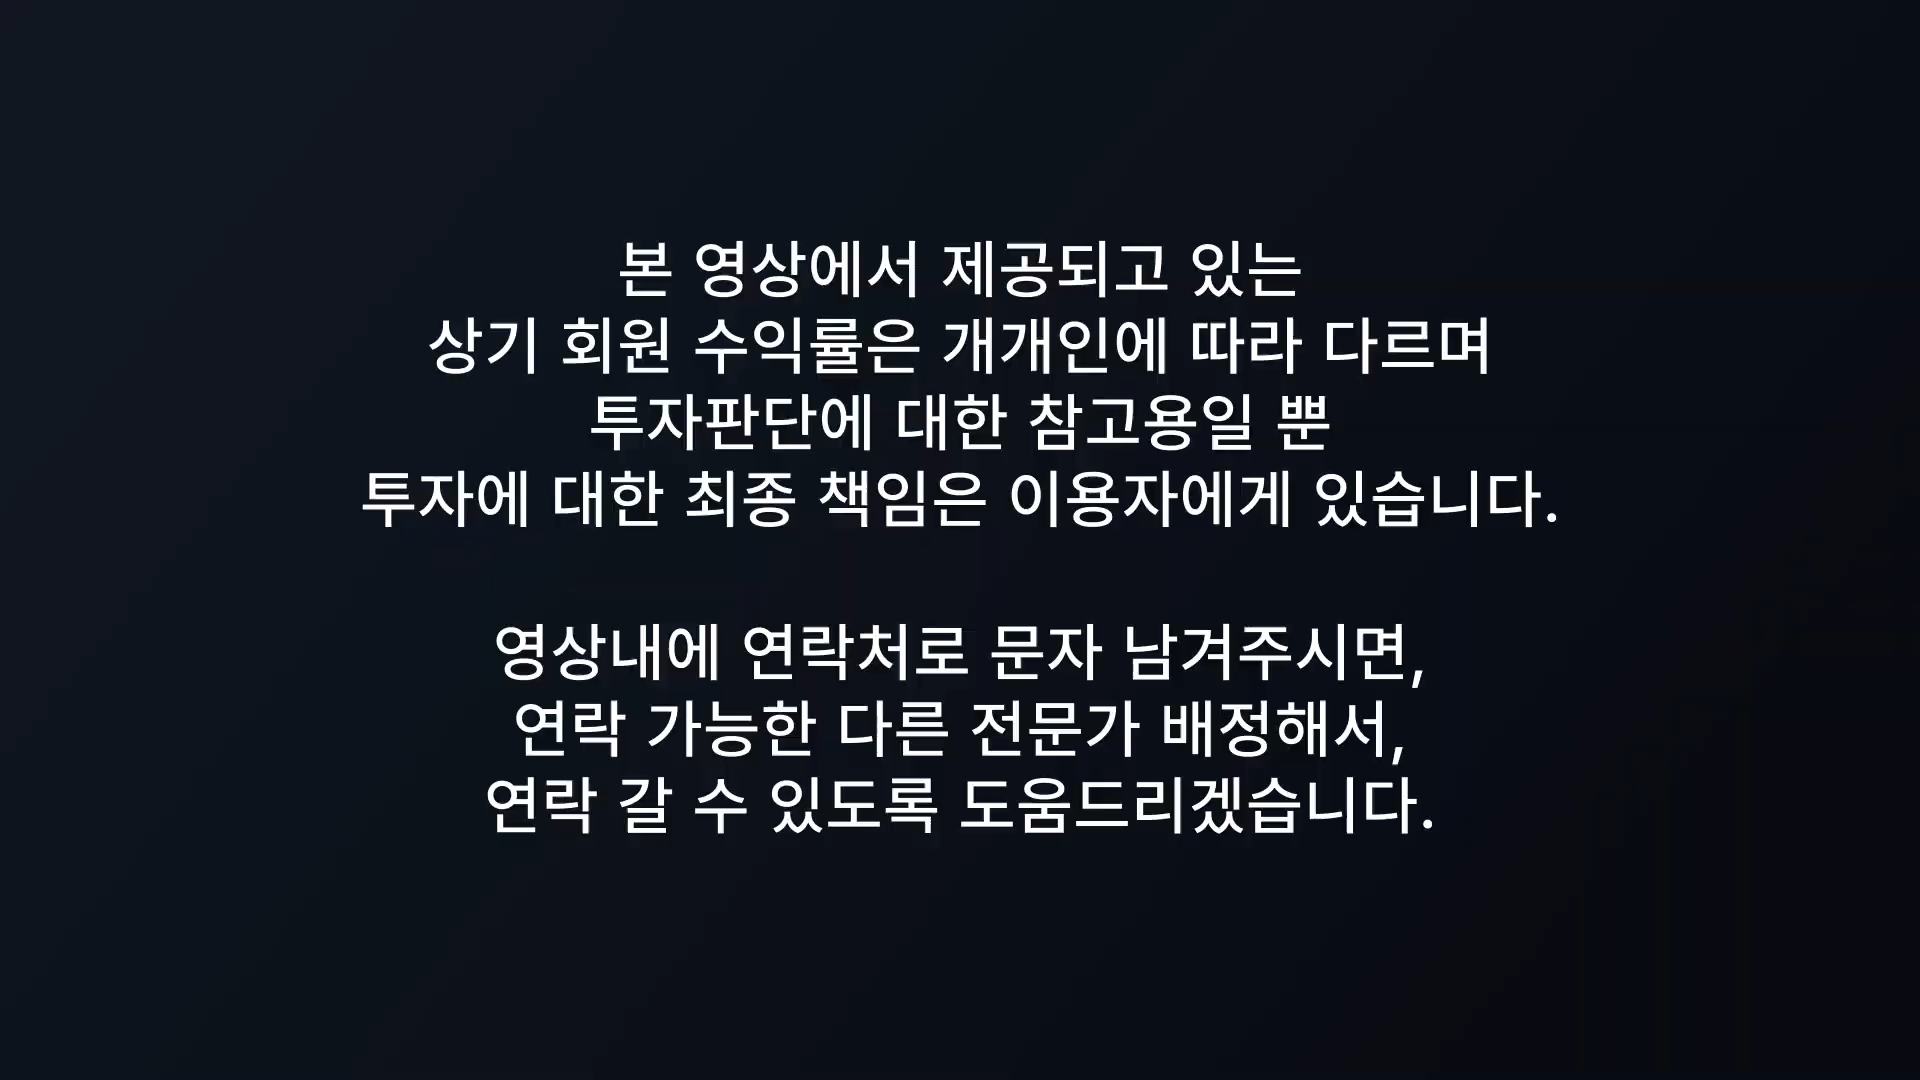 본 영상에서 제공되고 있는
상기 회원 수익률은 개개인에 따라 다르며
투자판단에 대한 참고용일 뿐
투자에 대한 최종 책임은 이용자에게 있습니다.
영상내에 연락처로 문자 남겨주시면,
연락 가능한 다른 전문가 배정해서,
연락 갈 수 있도록 도움드리겠습니다.